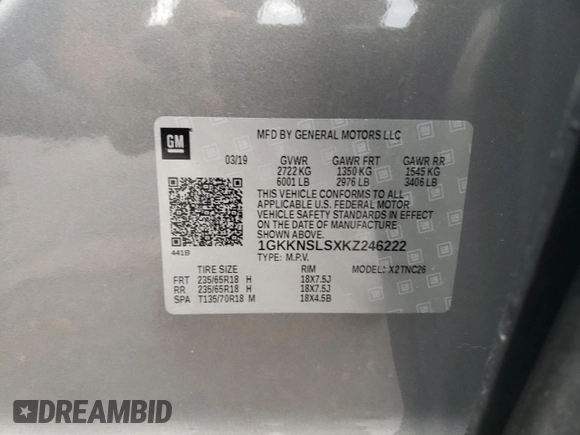 GM
MFD BY GENERAL MOTORS LLC
03/19 GVWR GAWR FRT GAWR RR
2722 KG 1350 KG 1545 KG
6001 LB 2976 LB 3406 LB
THIS VEHICLE CONFORMS TO ALL
APPLICABLE U.S. FEDERAL MOTOR
VEHICLE SAFETY STANDARDS IN EFFECT
ON THE DATE OF MANUFACTURE
SHOWN ABOVE.
1GKKNSLSXKZ246222
441B
TYPE: M.P.V.
TIRE SIZE RIM MODEL: X2TNC26
FRT 235/65R18 H 18X7.5J
RR 235/65R18 H 18X7.5J
SPA T135/70R18 M 18X4.5B
DREAMBID